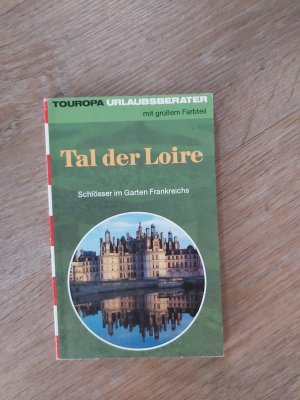 TOUROPA URLAUBSBERATER
mit großem Farbteil
Tal der Loire
Schlösser im Garten Frankreichs